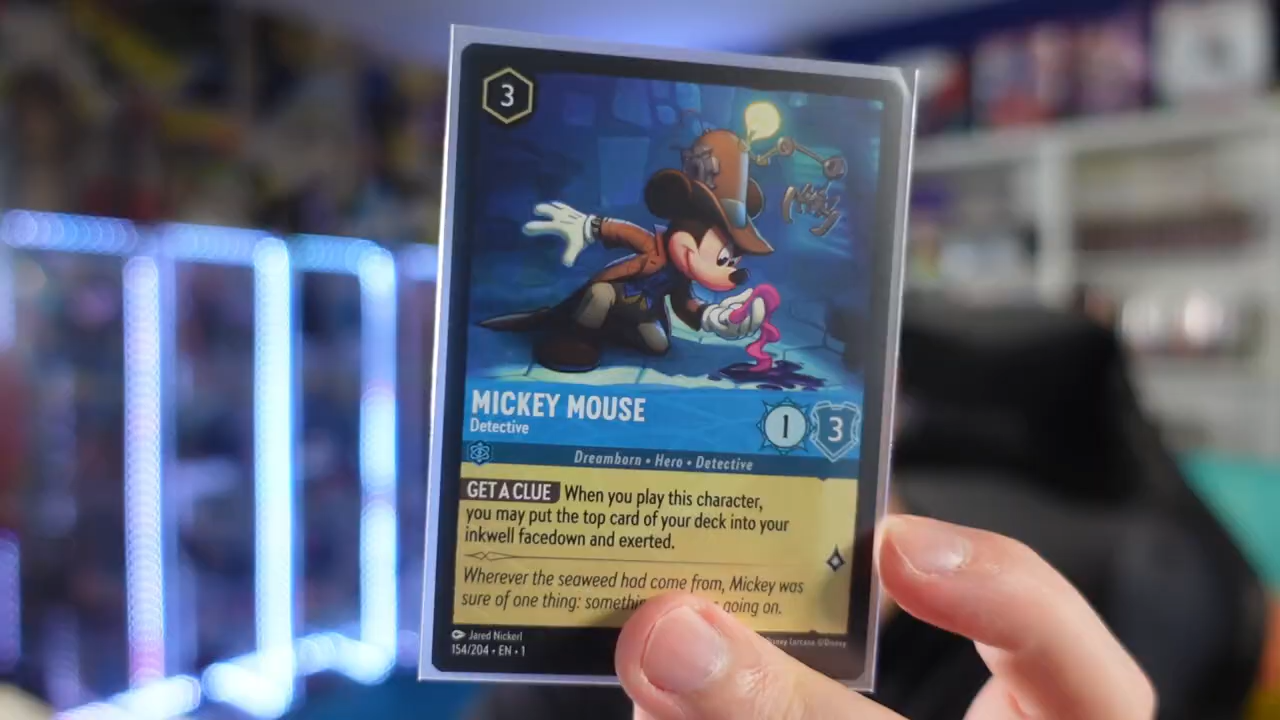 3
MICKEY MOUSE
Detective
1 3
Dreamborn • Hero • Detective
GET A CLUE When you play this character,
you may put the top card of your deck into your
inkwell facedown and exerted.
Wherever the seaweed had come from, Mickey was
sure of one thing: going on.
Jared Nickerl
154/204 • EN • 1
Disney Lorcana ©Disney